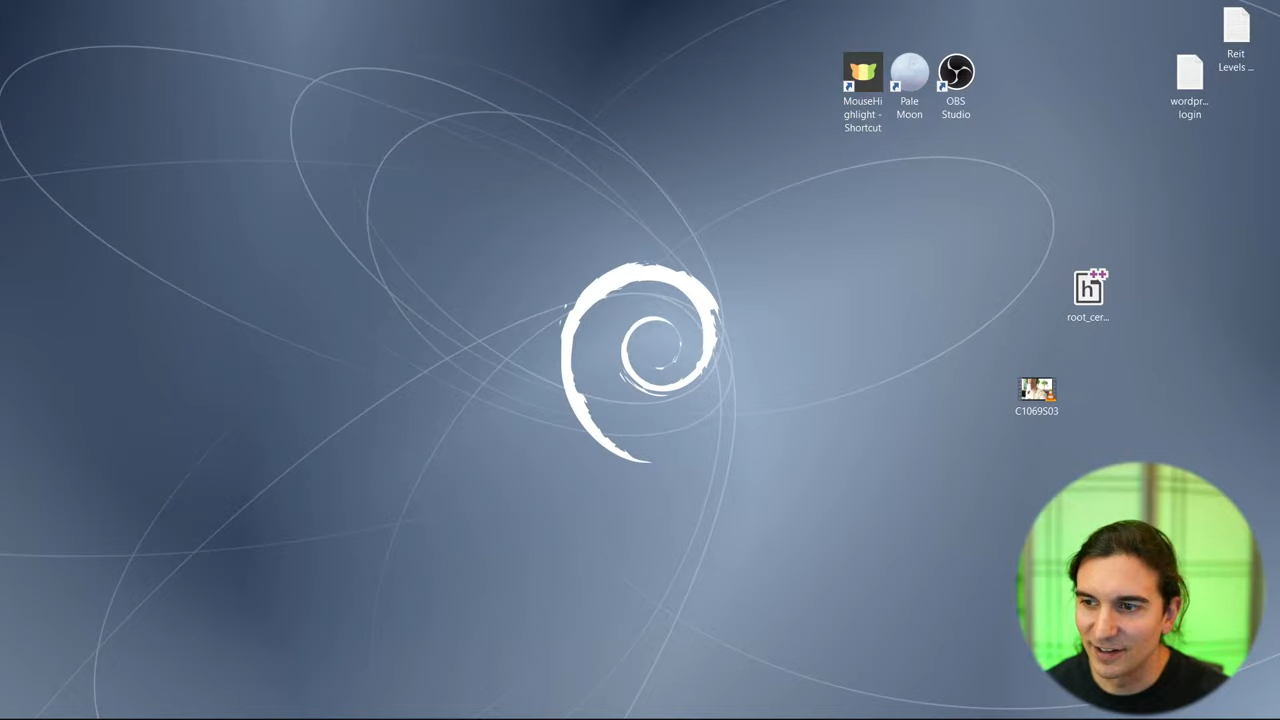 Reit
Levels ...
MouseHi
ghlight -
Shortcut
Pale
Moon
OBS
Studio
wordpr...
login
h
++
root_cer...
C1069S03